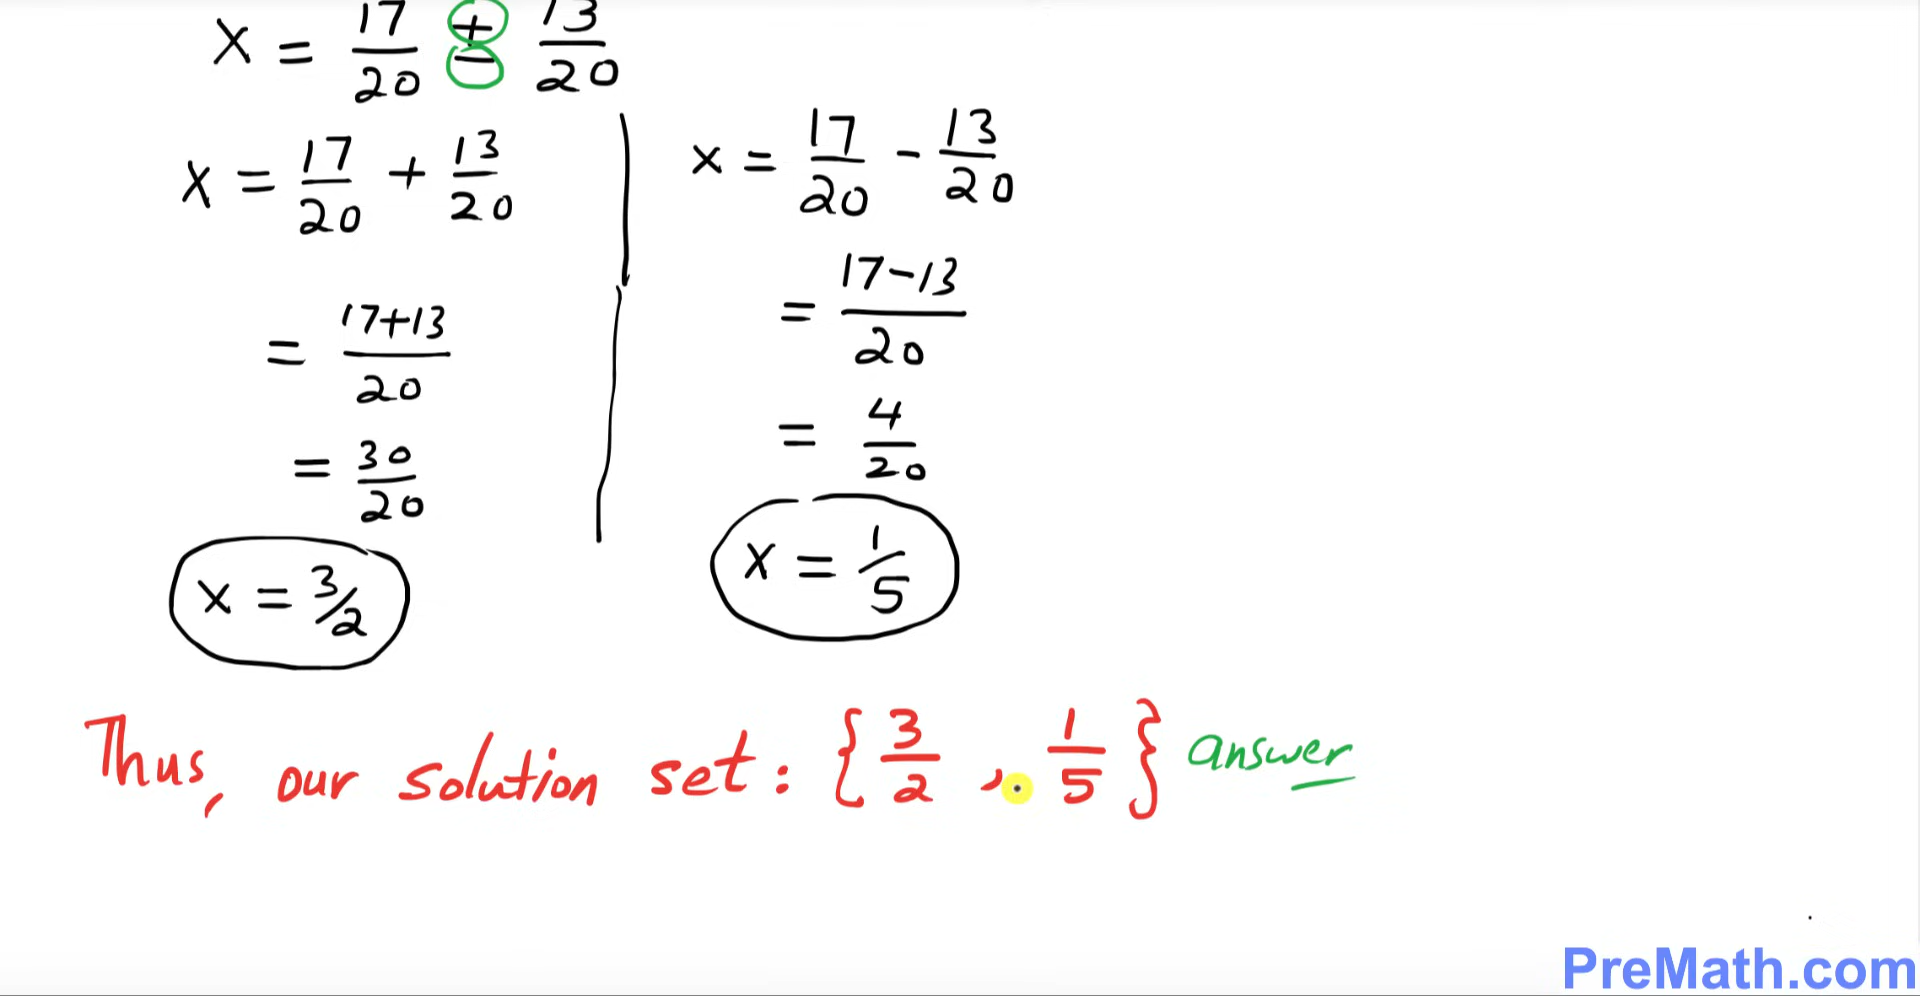 x = 17/20 ± 13/20
x = 17/20 + 13/20
= 17+13/20
= 30/20
x = 3/2
x = 17/20 - 13/20
= 17-13/20
= 4/20
x = 1/5
Thus, our solution set: {3/2, 1/5} answer
PreMath.com